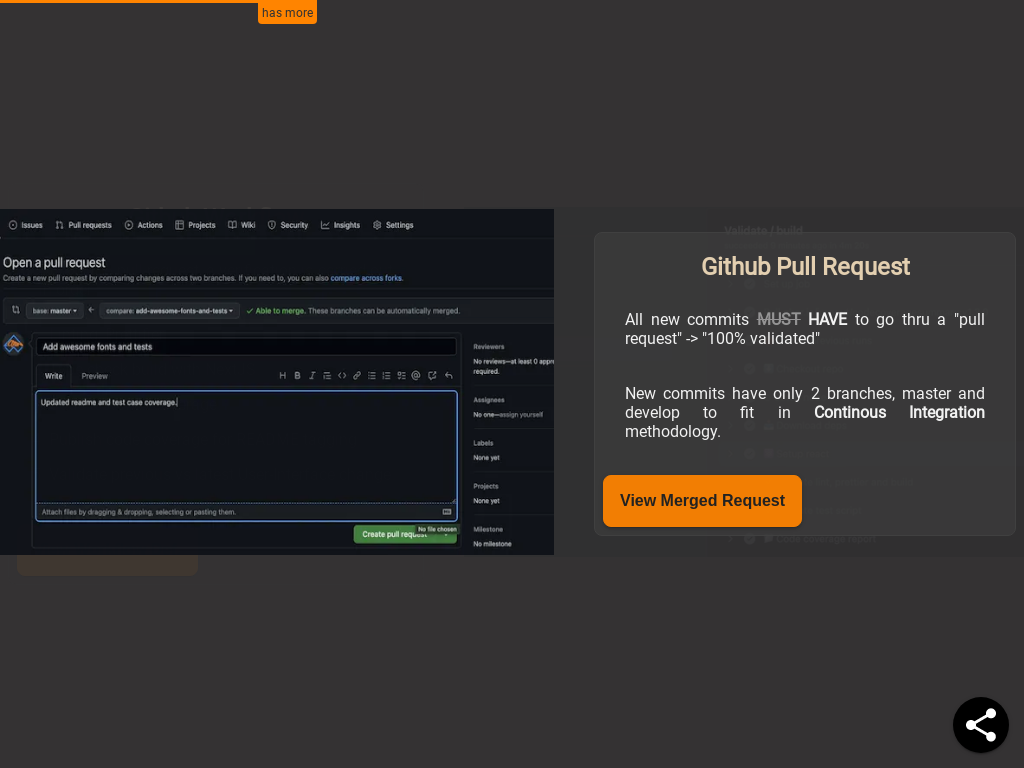 has more
Issues Pull requests Actions Projects Wiki Security Insights Settings
Open a pull request
Create a new pull request by comparing changes across two branches. If you need to, you can also compare across forks.
base: master compare: add-awesome-fonts-and-tests Able to merge. These branches can be automatically merged.
Add awesome fonts and tests
Write Preview
Updated readme and test case coverage.
Attach files by dragging & dropping, selecting or pasting them.
No file chosen
Create pull request
Reviewers
No reviews—at least 0
required.
Assignees
No one—assign yourself
Labels
None yet
Projects
None yet
Milestone
No milestone
Validate / build
Github Pull Request
All new commits MUST HAVE to go thru a "pull
request" -> "100% validated"
New commits have only 2 branches, master and
develop to fit in Continous Integration
methodology.
View Merged Request
Code coverage report